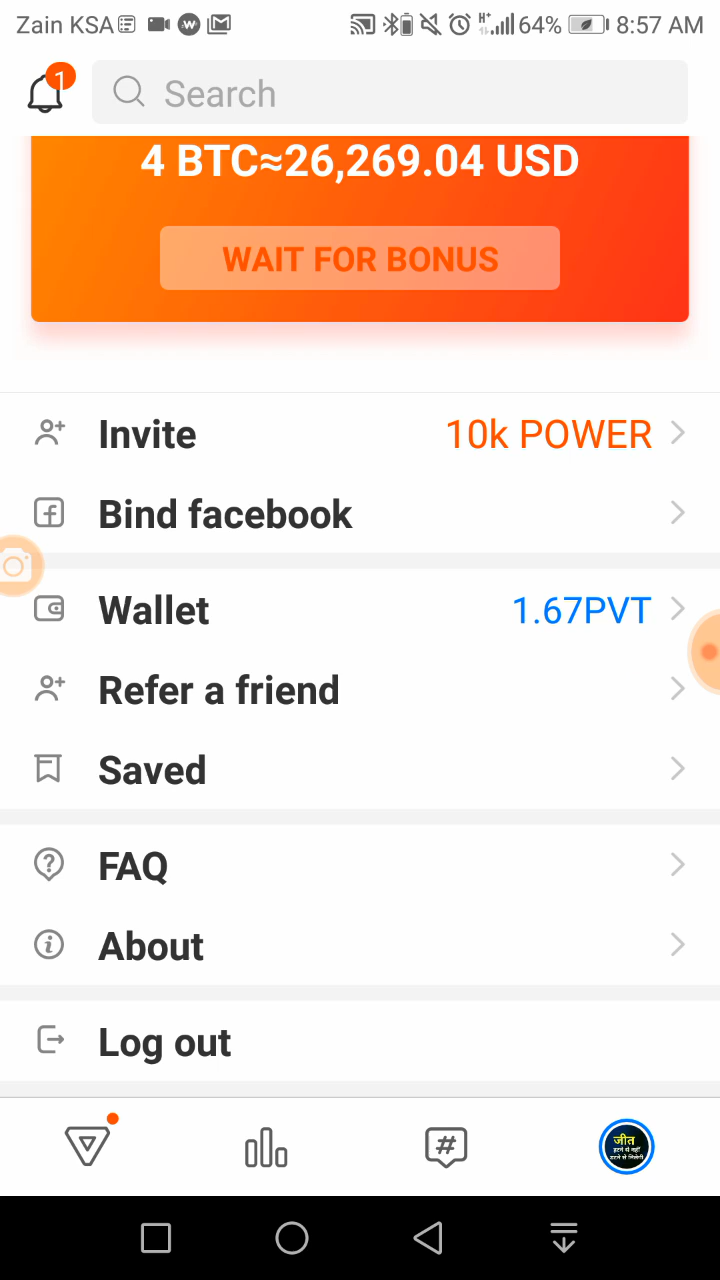 Zain KSA
64%
8:57 AM
1
Search
4 BTC≈26,269.04 USD
WAIT FOR BONUS
Invite
10k POWER
Bind facebook
Wallet
1.67PVT
Refer a friend
Saved
FAQ
About
Log out
#
जीत